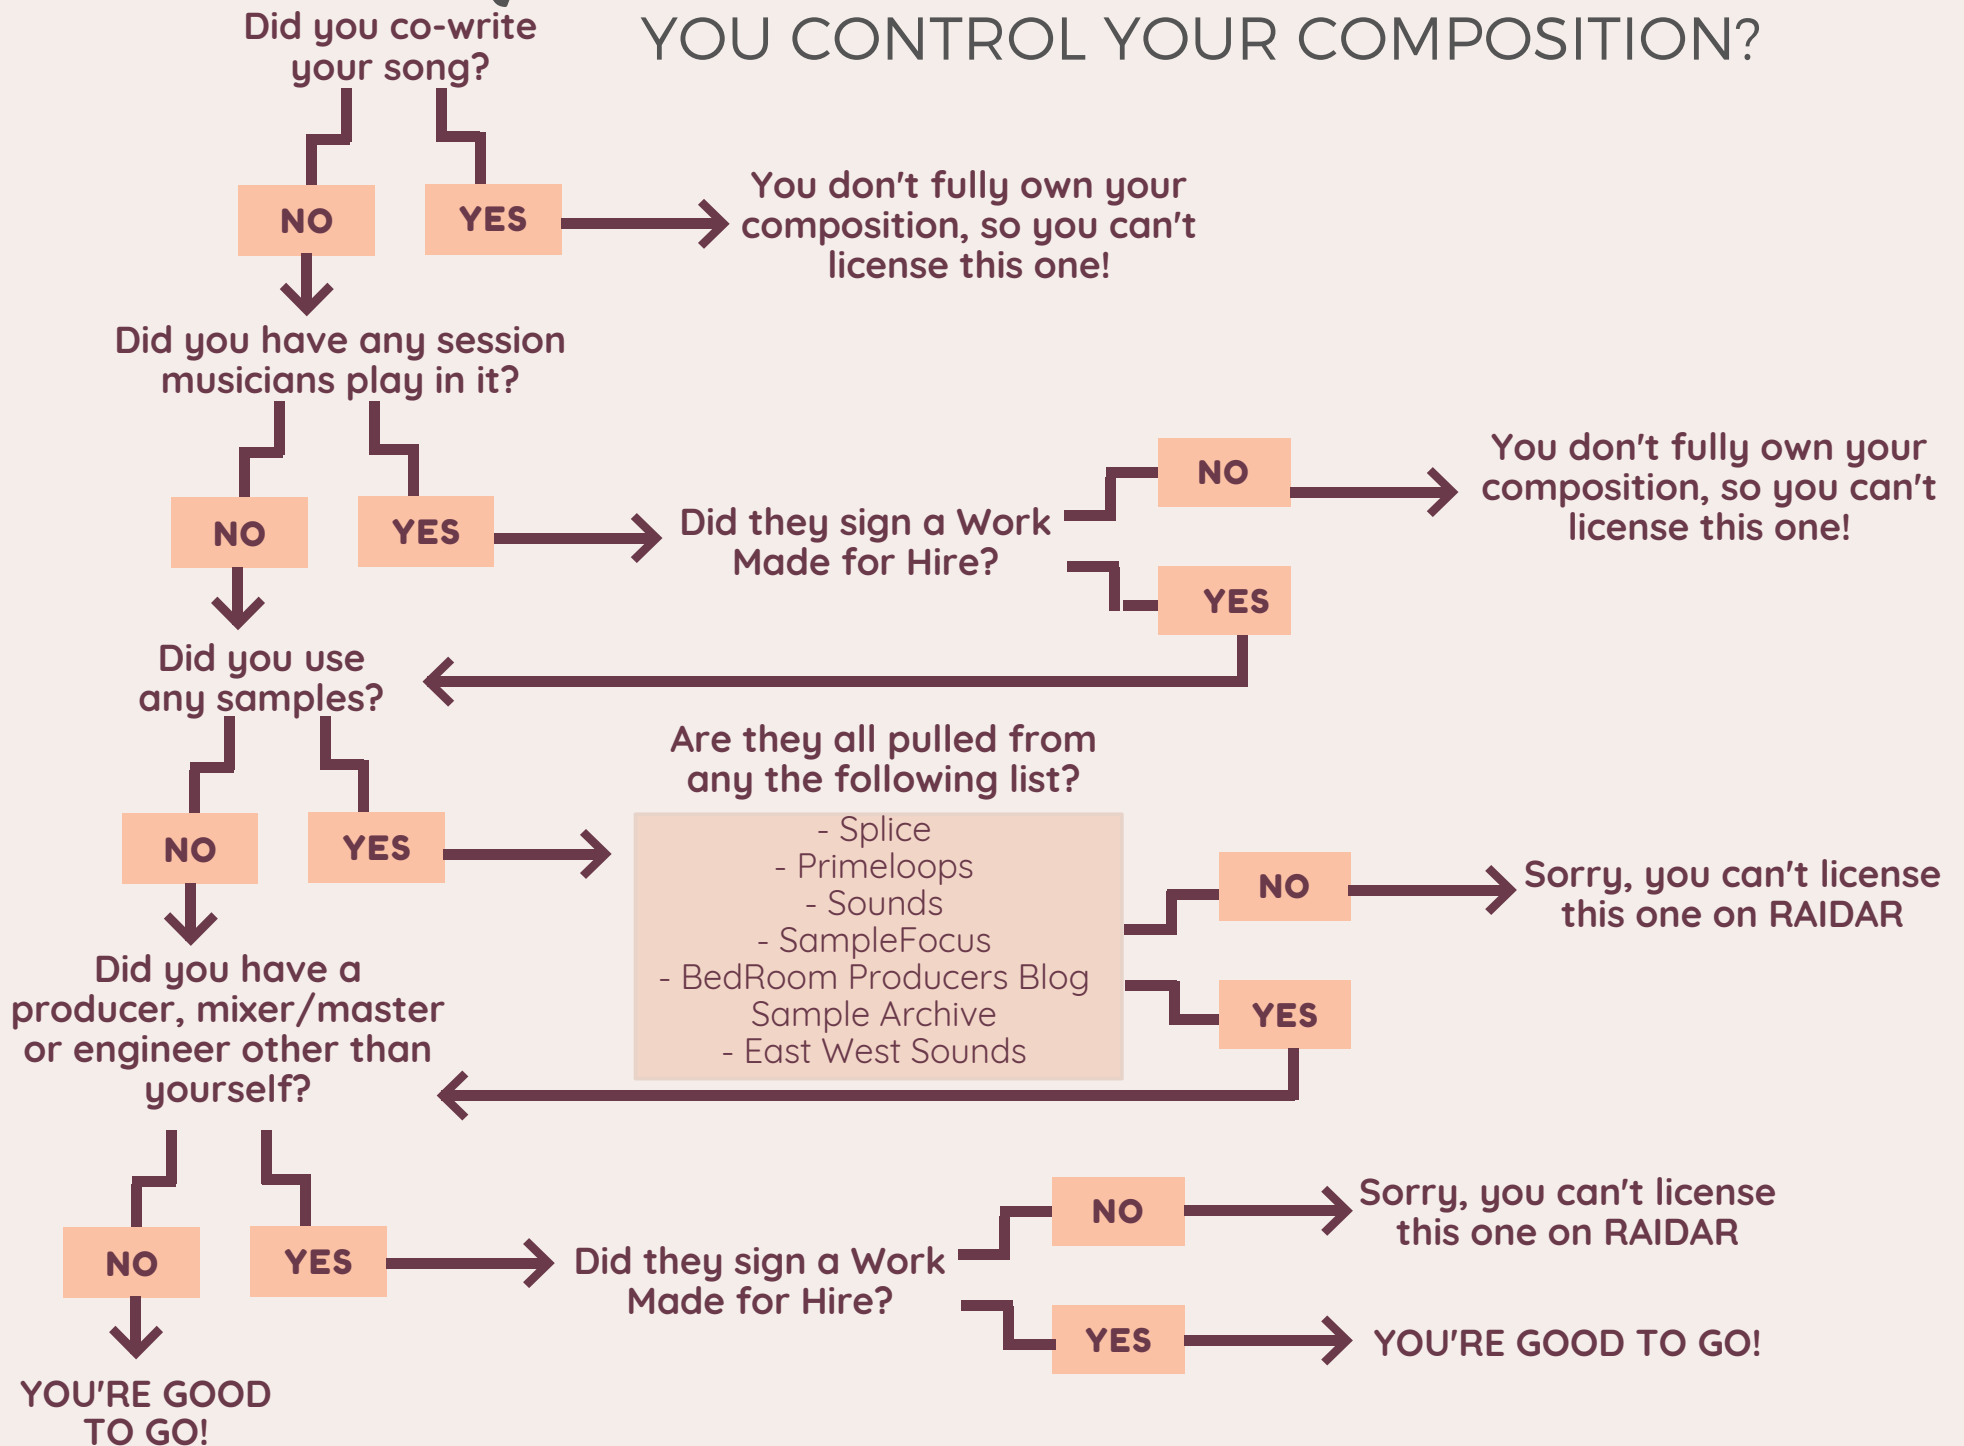 YOU CONTROL YOUR COMPOSITION?
Did you co-write
your song?
NO
YES
You don't fully own your
composition, so you can't
license this one!
Did you have any session
musicians play in it?
NO
YES
Did they sign a Work
Made for Hire?
NO
You don't fully own your
composition, so you can't
license this one!
YES
Did you use
any samples?
NO
YES
Are they all pulled from
any the following list?
- Splice
- Primeloops
- Sounds
- SampleFocus
- BedRoom Producers Blog
Sample Archive
- East West Sounds
NO
Sorry, you can't license
this one on RAIDAR
YES
Did you have a
producer, mixer/master
or engineer other than
yourself?
NO
YES
Did they sign a Work
Made for Hire?
NO
Sorry, you can't license
this one on RAIDAR
YES
YOU'RE GOOD TO GO!
YOU'RE GOOD
TO GO!